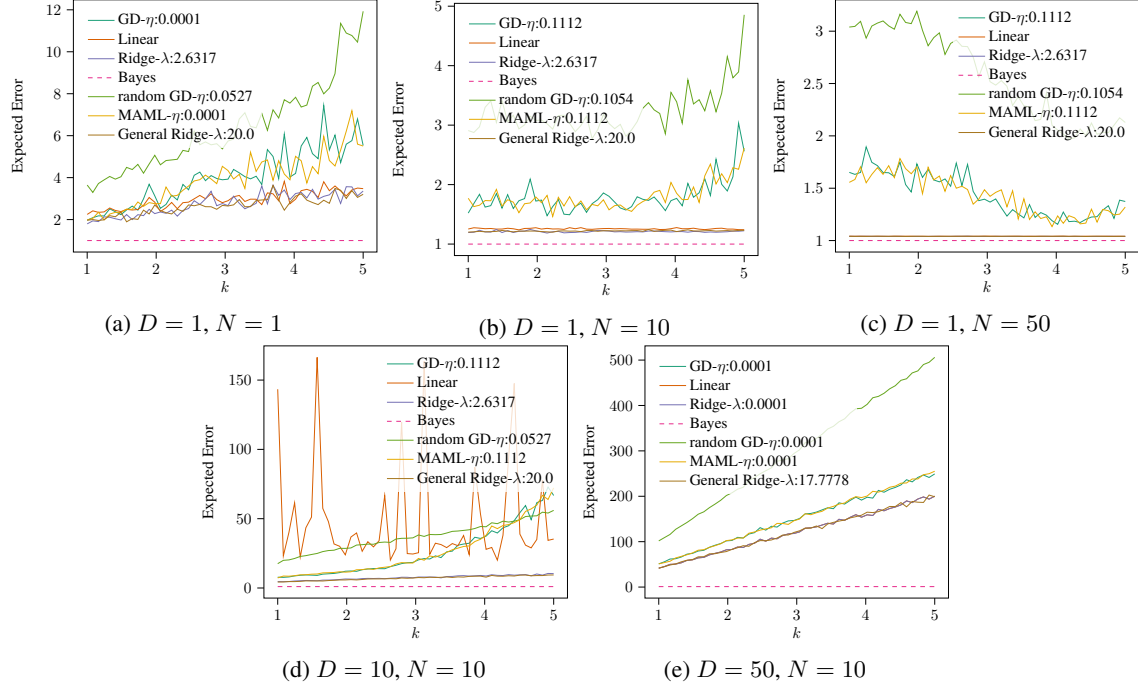 12
10
8
6
4
2
Expected Error
GD-η:0.0001
Linear
Ridge-λ:2.6317
Bayes
random GD-η:0.0527
MAML-η:0.0001
General Ridge-λ:20.0
1 2 3 4 5
k
(a) D = 1, N = 1
5
4
3
2
1
Expected Error
GD-η:0.1112
Linear
Ridge-λ:2.6317
Bayes
random GD-η:0.1054
MAML-η:0.1112
General Ridge-λ:20.0
1 2 3 4 5
k
(b) D = 1, N = 10
3
2.5
2
1.5
1
Expected Error
GD-η:0.1112
Linear
Ridge-λ:2.6317
Bayes
random GD-η:0.1054
MAML-η:0.1112
General Ridge-λ:20.0
1 2 3 4 5
k
(c) D = 1, N = 50
150
100
50
0
Expected Error
GD-η:0.1112
Linear
Ridge-λ:2.6317
Bayes
random GD-η:0.0527
MAML-η:0.1112
General Ridge-λ:20.0
1 2 3 4 5
k
(d) D = 10, N = 10
500
400
300
200
100
0
Expected Error
GD-η:0.0001
Linear
Ridge-λ:0.0001
Bayes
random GD-η:0.0001
MAML-η:0.0001
General Ridge-λ:17.7778
1 2 3 4 5
k
(e) D = 50, N = 10